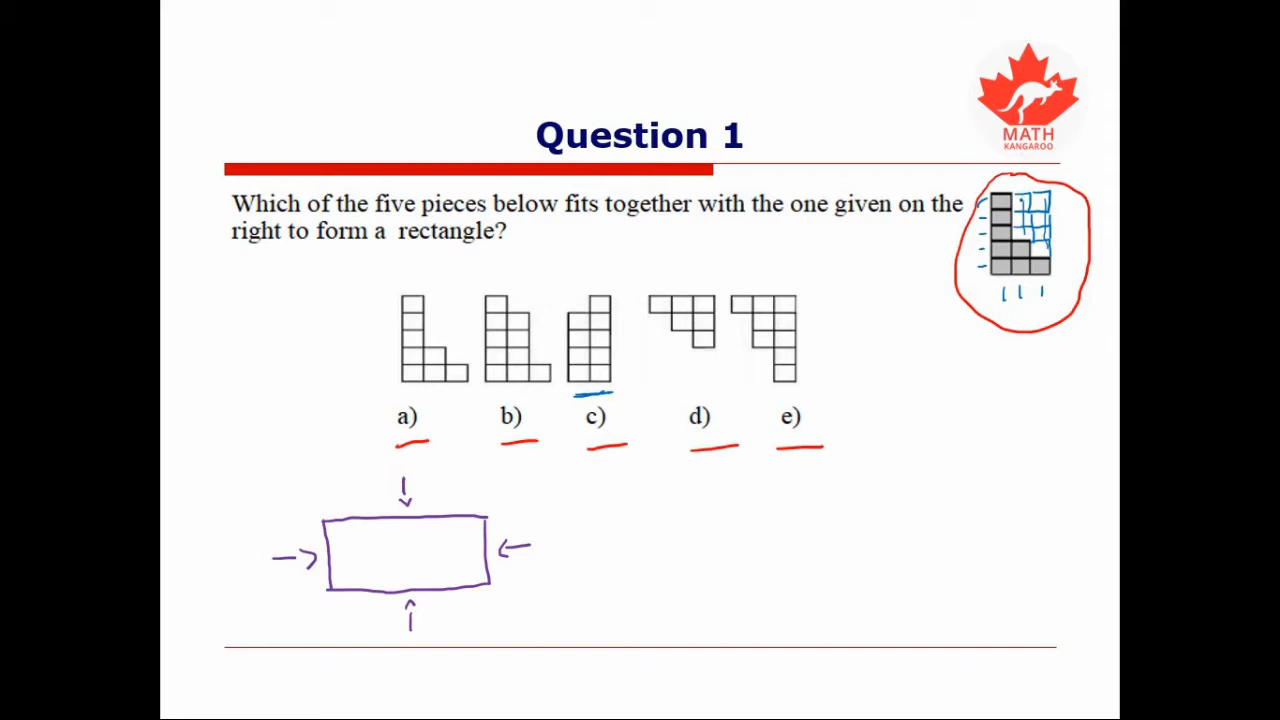 MATH
KANGAROO
Question 1
Which of the five pieces below fits together with the one given on the
right to form a rectangle?
a) b) c) d) e)